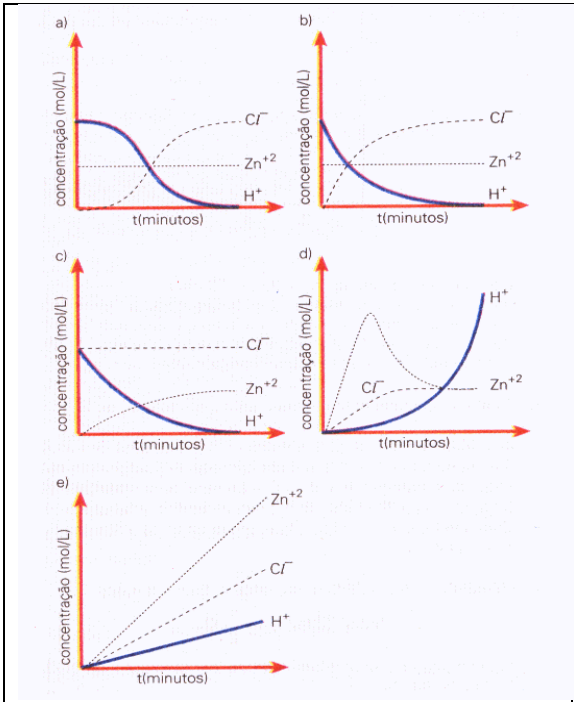 a)
concentração (mol/L)
Cl⁻
Zn⁺²
H⁺
t(minutos)
b)
concentração (mol/L)
Cl⁻
Zn⁺²
H⁺
t(minutos)
c)
concentração (mol/L)
Cl⁻
Zn⁺²
H⁺
t(minutos)
d)
concentração (mol/L)
H⁺
Cl⁻
Zn⁺²
t(minutos)
e)
concentração (mol/L)
Zn⁺²
Cl⁻
H⁺
t(minutos)